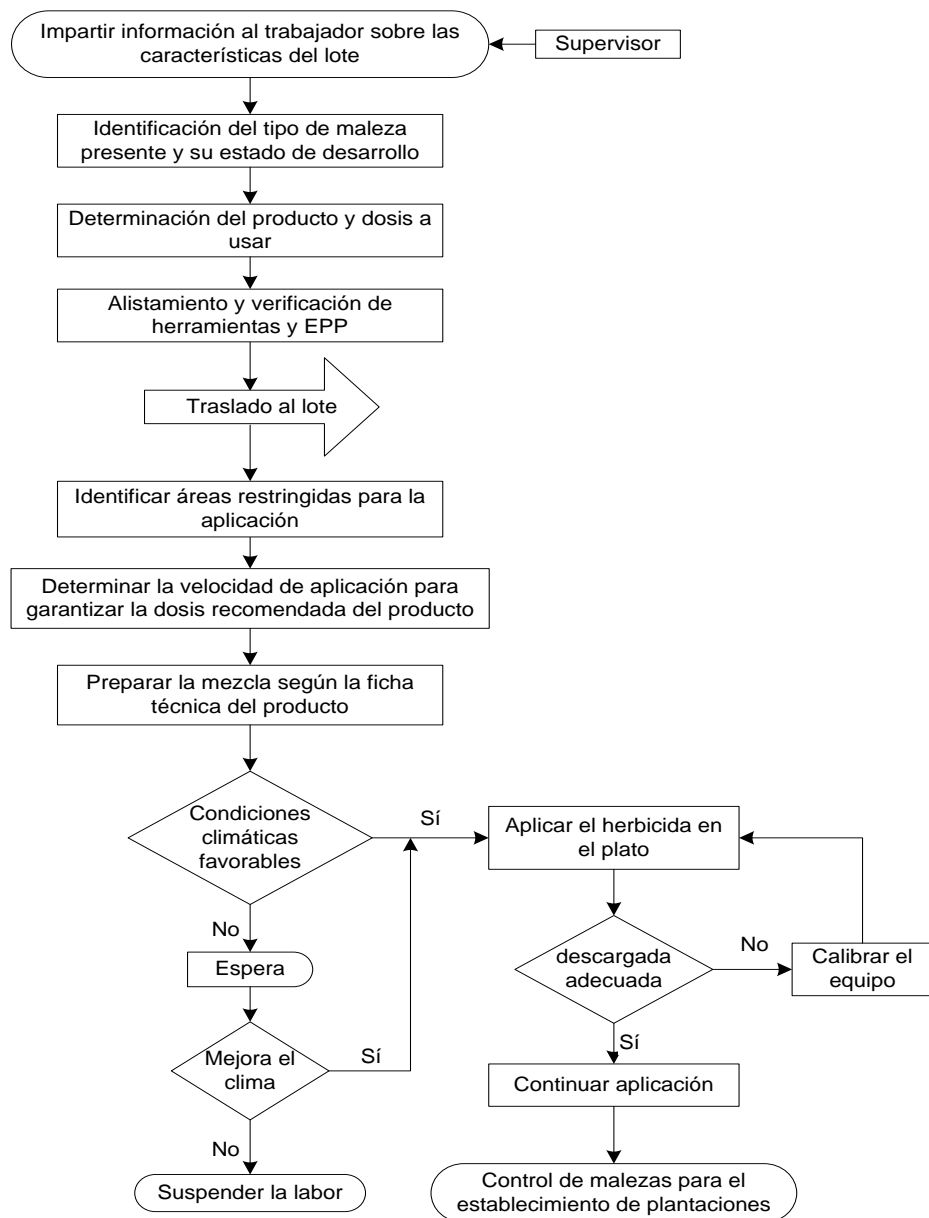 Impartir información al trabajador sobre las
características del lote
Supervisor
Identificación del tipo de maleza
presente y su estado de desarrollo
Determinación del producto y dosis a
usar
Alistamiento y verificación de
herramientas y EPP
Traslado al lote
Identificar áreas restringidas para la
aplicación
Determinar la velocidad de aplicación para
garantizar la dosis recomendada del producto
Preparar la mezcla según la ficha
técnica del producto
Condiciones
climáticas
favorables
Sí
Aplicar el herbicida en
el plato
No
Espera
descargada
adecuada
No
Calibrar el
equipo
Mejora el
clima
Sí
Sí
Continuar aplicación
No
Suspender la labor
Control de malezas para el
establecimiento de plantaciones